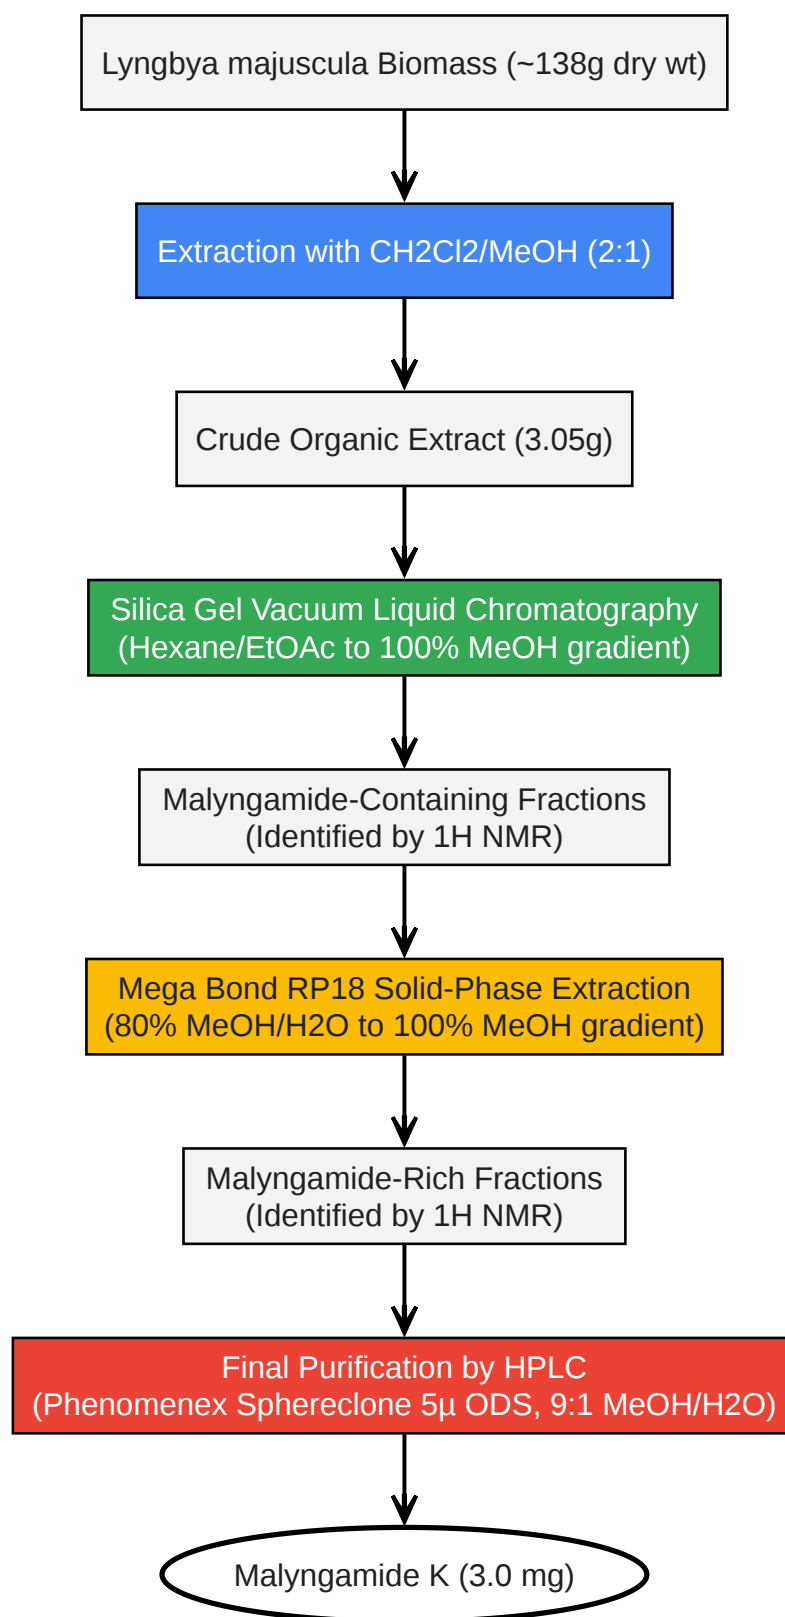 Lyngbya majuscula Biomass (~138g dry wt)
Extraction with CH2Cl2/MeOH (2:1)
Crude Organic Extract (3.05g)
Silica Gel Vacuum Liquid Chromatography
(Hexane/EtOAc to 100% MeOH gradient)
Malyngamide-Containing Fractions
(Identified by 1H NMR)
Mega Bond RP18 Solid-Phase Extraction
(80% MeOH/H2O to 100% MeOH gradient)
Malyngamide-Rich Fractions
(Identified by 1H NMR)
Final Purification by HPLC
(Phenomenex Sphereclone 5µ ODS, 9:1 MeOH/H2O)
Malyngamide K (3.0 mg)